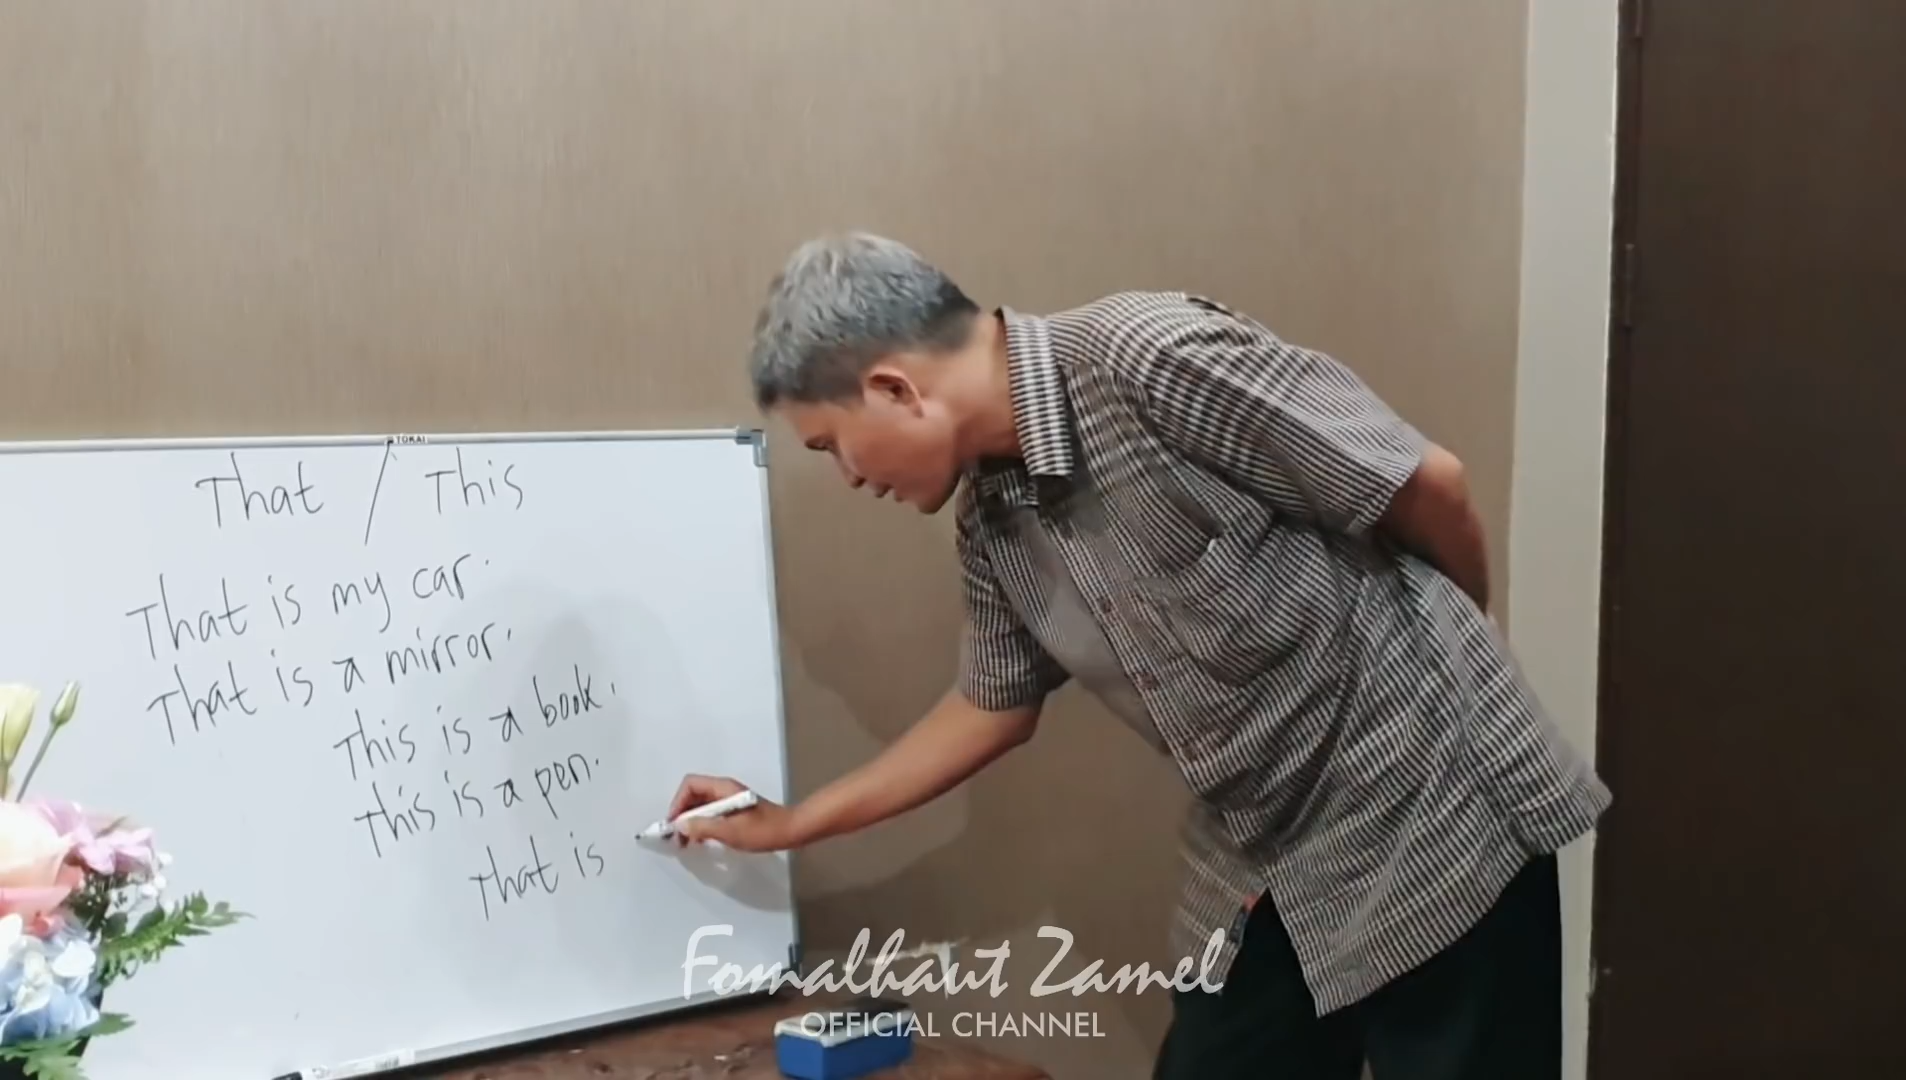 TOKAI
That / This
That is my car.
That is a mirror.
This is a book.
This is a pen.
That is
Fomalhaut Zamel
OFFICIAL CHANNEL